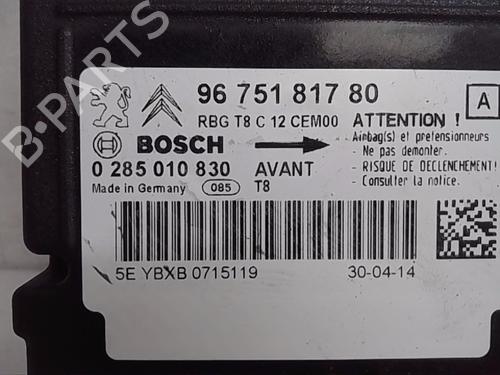 96 751 817 80
A
RBG T8 C 12 CEM00
ATTENTION !
BOSCH
Airbag(s) et pretensionneurs
- Ne pas demonter.
0 285 010 830
AVANT
- RISQUE DE DECLENCHEMENT!
Made in Germany
085
T8
- Consulter la notice.
5E YBXB 0715119
30-04-14
B-PARTS